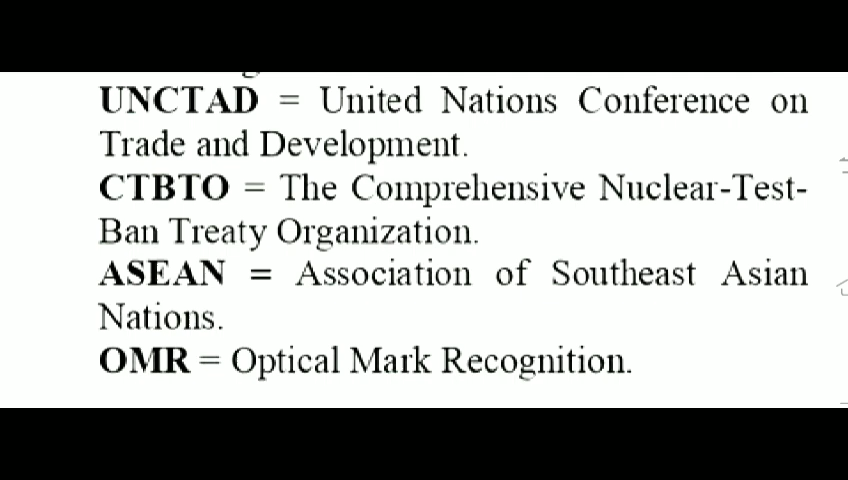 UNCTAD = United Nations Conference on
Trade and Development.
CTBTO = The Comprehensive Nuclear-Test-
Ban Treaty Organization.
ASEAN = Association of Southeast Asian
Nations.
OMR = Optical Mark Recognition.